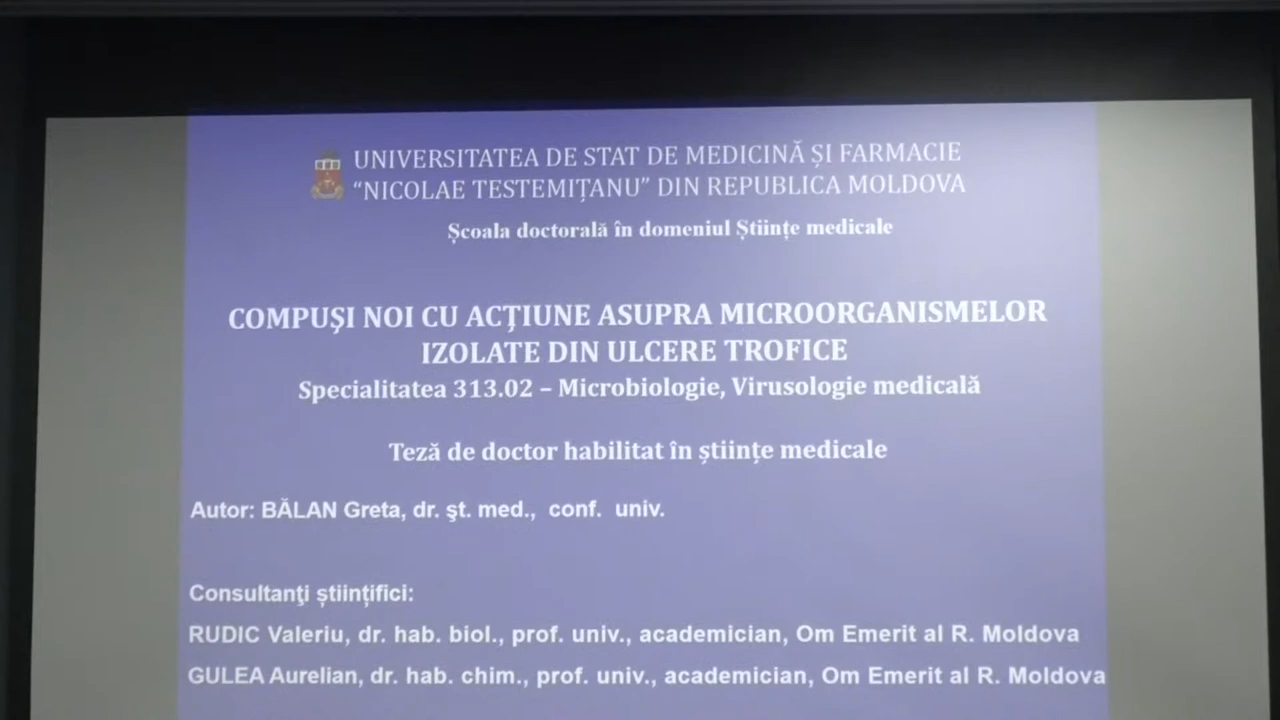 UNIVERSITATEA DE STAT DE MEDICINĂ ȘI FARMACIE
“NICOLAE TESTEMIȚANU” DIN REPUBLICA MOLDOVA
Școala doctorală în domeniul Științe medicale
COMPUŞI NOI CU ACŢIUNE ASUPRA MICROORGANISMELOR
IZOLATE DIN ULCERE TROFICE
Specialitatea 313.02 – Microbiologie, Virusologie medicală
Teză de doctor habilitat în științe medicale
Autor: BĂLAN Greta, dr. şt. med., conf. univ.
Consultanţi științifici:
RUDIC Valeriu, dr. hab. biol., prof. univ., academician, Om Emerit al R. Moldova
GULEA Aurelian, dr. hab. chim., prof. univ., academician, Om Emerit al R. Moldova